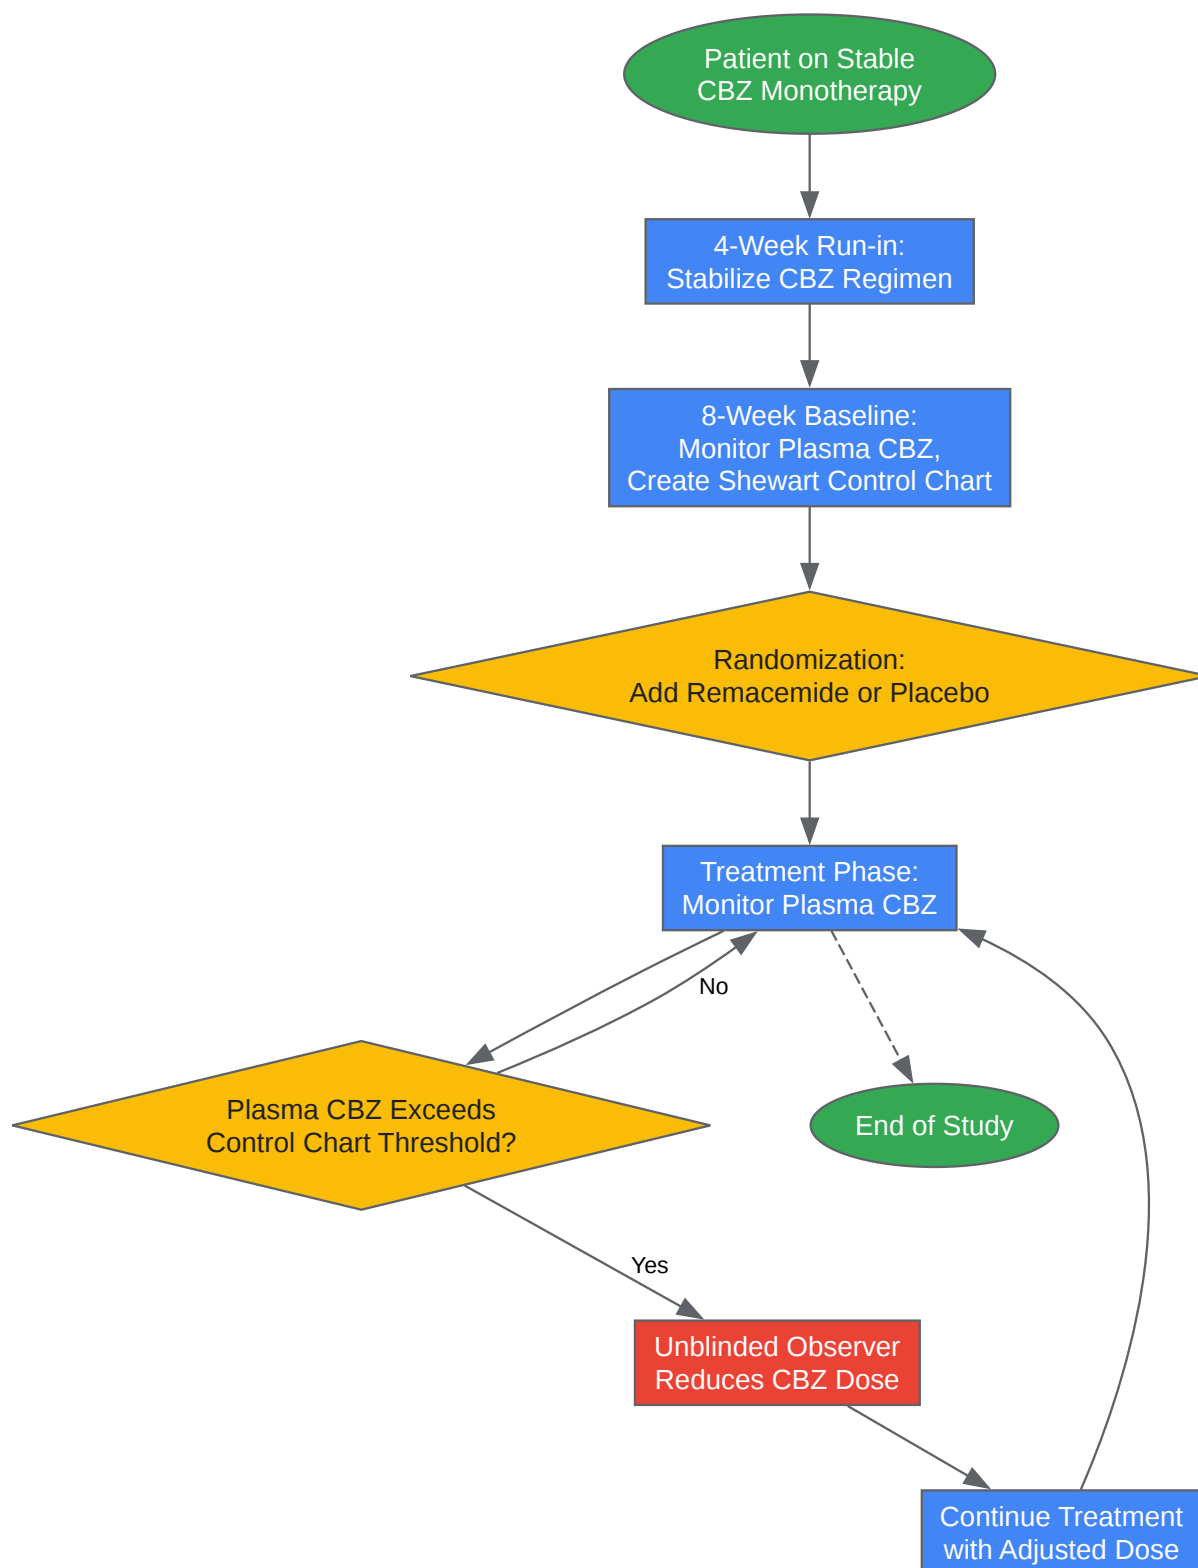 Patient on Stable
CBZ Monotherapy
4-Week Run-in:
Stabilize CBZ Regimen
8-Week Baseline:
Monitor Plasma CBZ,
Create Shewart Control Chart
Randomization:
Add Remacemide or Placebo
Treatment Phase:
Monitor Plasma CBZ
No
Plasma CBZ Exceeds
Control Chart Threshold?
End of Study
Yes
Unblinded Observer
Reduces CBZ Dose
Continue Treatment
with Adjusted Dose